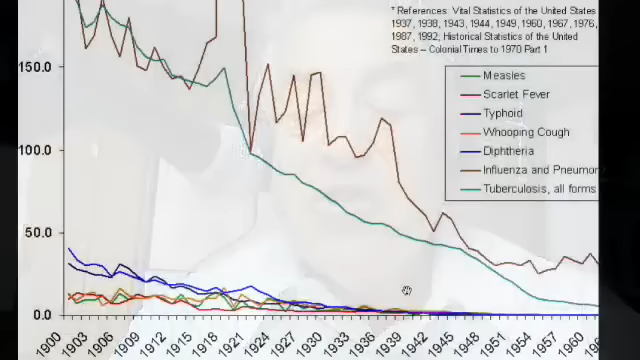 * References: Vital Statistics of the United States
1937, 1938, 1943, 1944, 1949, 1960, 1967, 1976,
1987, 1992; Historical Statistics of the United
States – Colonial Times to 1970 Part 1
150.0
100.0
50.0
0.0
Measles
Scarlet Fever
Typhoid
Whooping Cough
Diphtheria
Influenza and Pneumon
Tuberculosis, all forms
1900 1903 1906 1909 1912 1915 1918 1921 1924 1927 1930 1933 1936 1939 1942 1945 1948 1951 1954 1957 1960 196